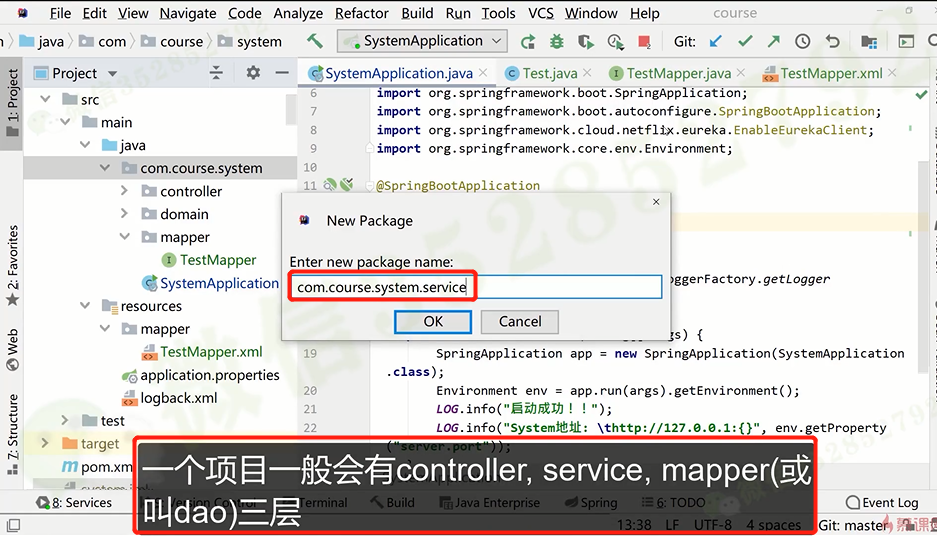 File Edit View Navigate Code Analyze Refactor Build Run Tools VCS Window Help course
java com course system SystemApplication Git:
1: Project
Project
SystemApplication.java Test.java TestMapper.java TestMapper.xml
src
main
java
com.course.system
controller
domain
mapper
TestMapper
SystemApplication
resources
mapper
TestMapper.xml
application.properties
logback.xml
test
target
pom.xm
2: Favorites
Web
7: Structure
6 import org.springframework.boot.SpringApplication;
7 import org.springframework.boot.autoconfigure.SpringBootApplication;
8 import org.springframework.cloud.netflix.eureka.EnableEurekaClient;
9 import org.springframework.core.env.Environment;
10
11 @SpringBootApplication
New Package
Enter new package name:
com.course.system.service
OK Cancel
oggerFactory.getLogger
) {
19 SpringApplication app = new SpringApplication(SystemApplication
.class);
20 Environment env = app.run(args).getEnvironment();
21 LOG.info("启动成功！！");
22 LOG.info("System地址: \thttp://127.0.0.1:{}", env.getProperty
("server.port"));
一个项目一般会有controller, service, mapper(或
叫dao)三层
8: Services Version Control Terminal Build Java Enterprise Spring 6: TODO Event Log
13:38 LF UTF-8 4 spaces Git: master